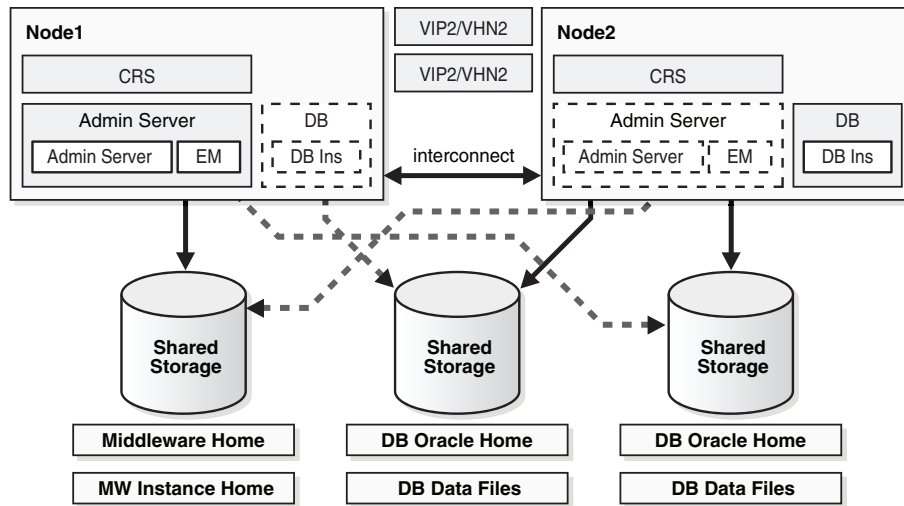 Node1
VIP2/VHN2
Node2
CRS
VIP2/VHN2
CRS
Admin Server
DB
Admin Server
DB
Admin Server
EM
DB Ins
interconnect
Admin Server
EM
DB Ins
Shared
Storage
Shared
Storage
Shared
Storage
Middleware Home
DB Oracle Home
DB Oracle Home
MW Instance Home
DB Data Files
DB Data Files